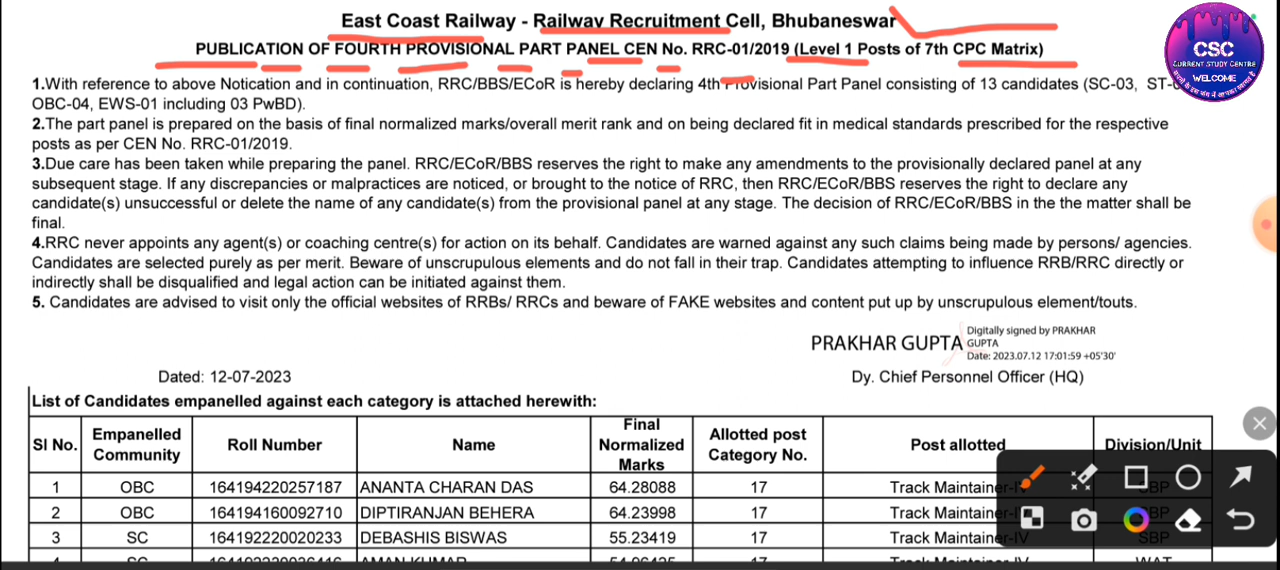 East Coast Railway - Railway Recruitment Cell, Bhubaneswar
PUBLICATION OF FOURTH PROVISIONAL PART PANEL CEN No. RRC-01/2019 (Level 1 Posts of 7th CPC Matrix)
CSC
CURRENT STUDY CENTRE
WELCOME
1.With reference to above Notication and in continuation, RRC/BBS/ECoR is hereby declaring 4th Provisional Part Panel consisting of 13 candidates (SC-03, ST-
OBC-04, EWS-01 including 03 PwBD).
2.The part panel is prepared on the basis of final normalized marks/overall merit rank and on being declared fit in medical standards prescribed for the respective
posts as per CEN No. RRC-01/2019.
3.Due care has been taken while preparing the panel. RRC/ECoR/BBS reserves the right to make any amendments to the provisionally declared panel at any
subsequent stage. If any discrepancies or malpractices are noticed, or brought to the notice of RRC, then RRC/ECoR/BBS reserves the right to declare any
candidate(s) unsuccessful or delete the name of any candidate(s) from the provisional panel at any stage. The decision of RRC/ECoR/BBS in the the matter shall be
final.
4.RRC never appoints any agent(s) or coaching centre(s) for action on its behalf. Candidates are warned against any such claims being made by persons/ agencies.
Candidates are selected purely as per merit. Beware of unscrupulous elements and do not fall in their trap. Candidates attempting to influence RRB/RRC directly or
indirectly shall be disqualified and legal action can be initiated against them.
5. Candidates are advised to visit only the official websites of RRBs/ RRCs and beware of FAKE websites and content put up by unscrupulous element/touts.
PRAKHAR GUPTA
Digitally signed by PRAKHAR
GUPTA
Date: 2023.07.12 17:01:59 +05'30'
Dated: 12-07-2023
Dy. Chief Personnel Officer (HQ)
List of Candidates empanelled against each category is attached herewith:
Sl No. Empanelled Community Roll Number Name Final Normalized Marks Allotted post Category No. Post allotted Division/Unit
1 OBC 164194220257187 ANANTA CHARAN DAS 64.28088 17 Track Maintainer-IV SBP
2 OBC 164194160092710 DIPTIRANJAN BEHERA 64.23998 17 Track Maintainer-IV SBP
3 SC 164192220020233 DEBASHIS BISWAS 55.23419 17 Track Maintainer-IV SBP
4 SC AMAN KUMAR 17 Track Maintainer-IV WAT